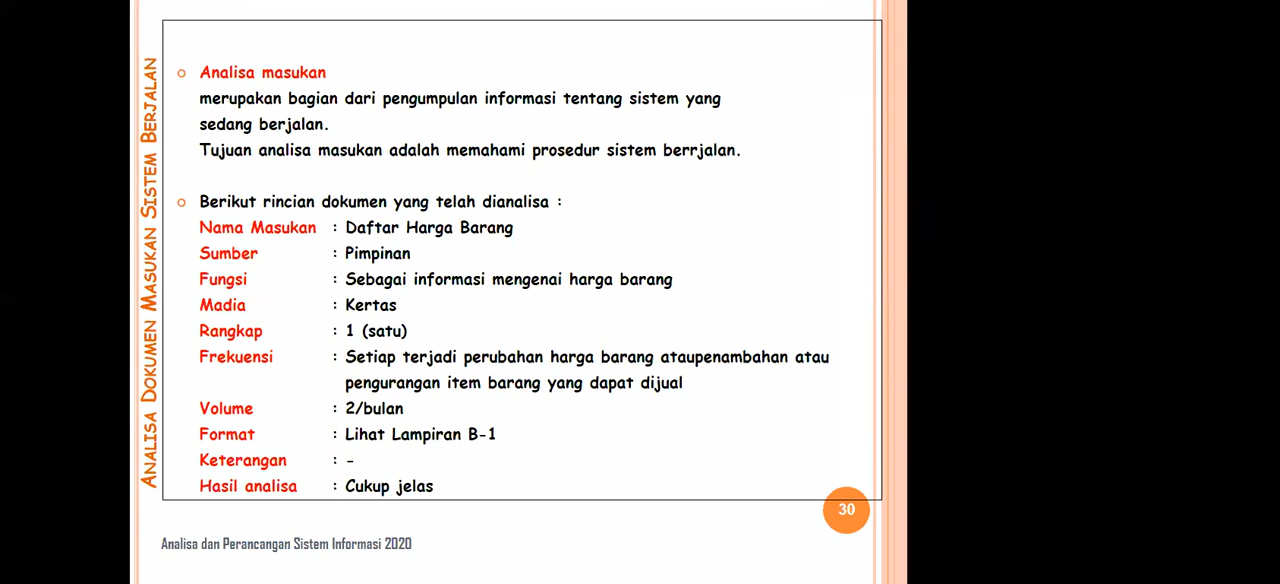 ANALISA DOKUMEN MASUKAN SISTEM BERJALAN
Analisa masukan
merupakan bagian dari pengumpulan informasi tentang sistem yang
sedang berjalan.
Tujuan analisa masukan adalah memahami prosedur sistem berrjalan.
Berikut rincian dokumen yang telah dianalisa :
Nama Masukan : Daftar Harga Barang
Sumber : Pimpinan
Fungsi : Sebagai informasi mengenai harga barang
Madia : Kertas
Rangkap : 1 (satu)
Frekuensi : Setiap terjadi perubahan harga barang ataupenambahan atau
pengurangan item barang yang dapat dijual
Volume : 2/bulan
Format : Lihat Lampiran B-1
Keterangan : -
Hasil analisa : Cukup jelas
30
Analisa dan Perancangan Sistem Informasi 2020